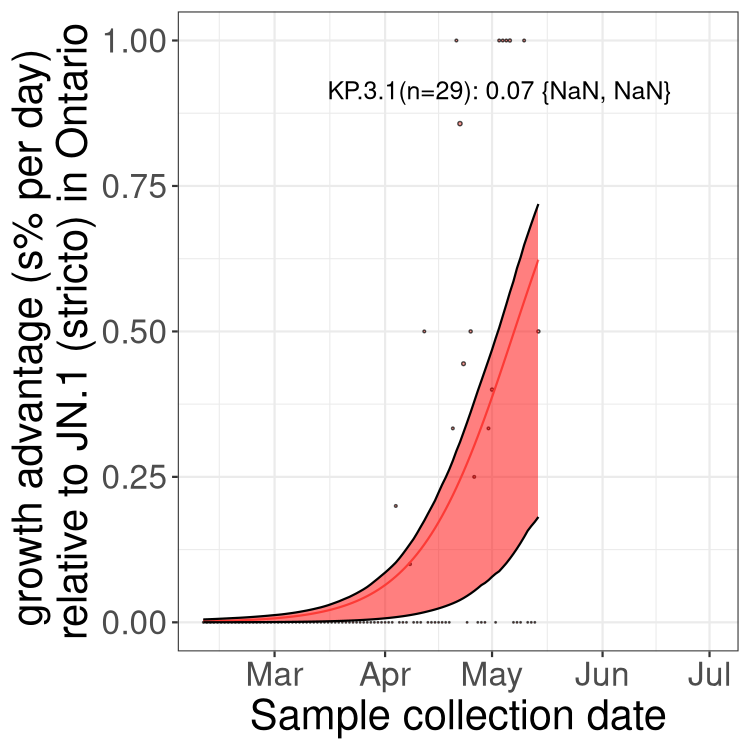 growth advantage (s% per day)
relative to JN.1 (stricto) in Ontario
1.00
0.75
0.50
0.25
0.00
KP.3.1(n=29): 0.07 {NaN, NaN}
Mar Apr May Jun Jul
Sample collection date